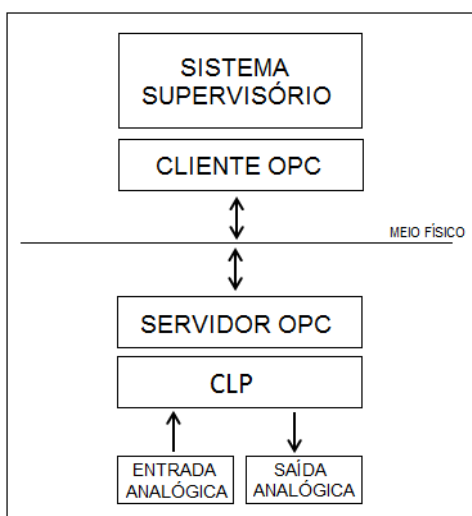 SISTEMA
SUPERVISÓRIO
CLIENTE OPC
MEIO FÍSICO
SERVIDOR OPC
CLP
ENTRADA
ANALÓGICA
SAÍDA
ANALÓGICA